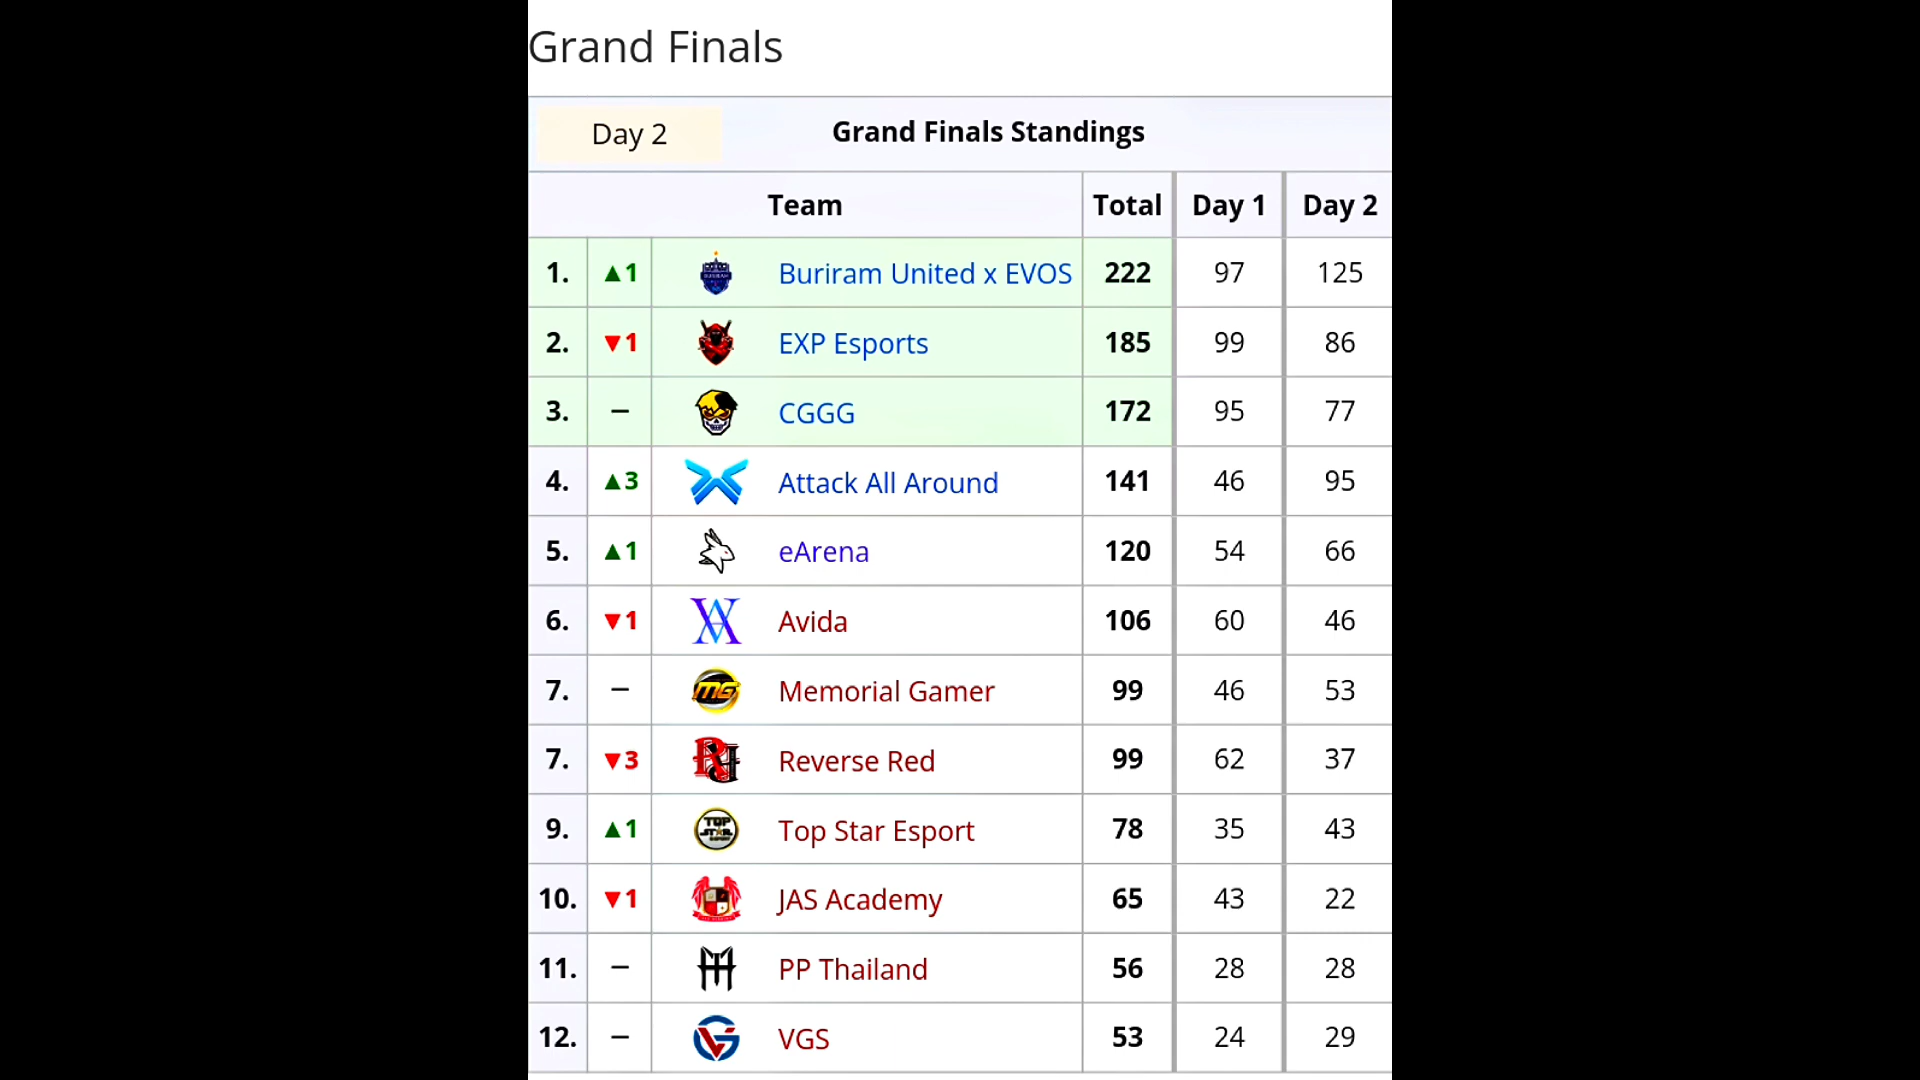 Grand Finals
Day 2 Grand Finals Standings
Team Total Day 1 Day 2
1. ▲1 Buriram United x EVOS 222 97 125
2. ▼1 EXP Esports 185 99 86
3. – CGGG 172 95 77
4. ▲3 Attack All Around 141 46 95
5. ▲1 eArena 120 54 66
6. ▼1 Avida 106 60 46
7. – MG Memorial Gamer 99 46 53
7. ▼3 Reverse Red 99 62 37
9. ▲1 TOP STAR Top Star Esport 78 35 43
10. ▼1 JAS Academy 65 43 22
11. – PP Thailand 56 28 28
12. – VGS 53 24 29